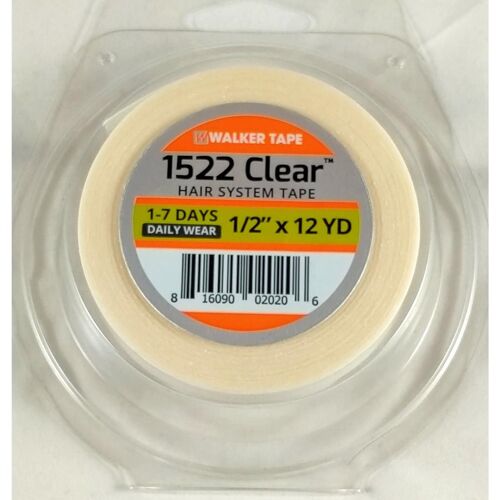 WALKER TAPE
1522 Clear™
HAIR SYSTEM TAPE
1-7 DAYS
DAILY WEAR
1/2" x 12 YD
8 16090 02020 6